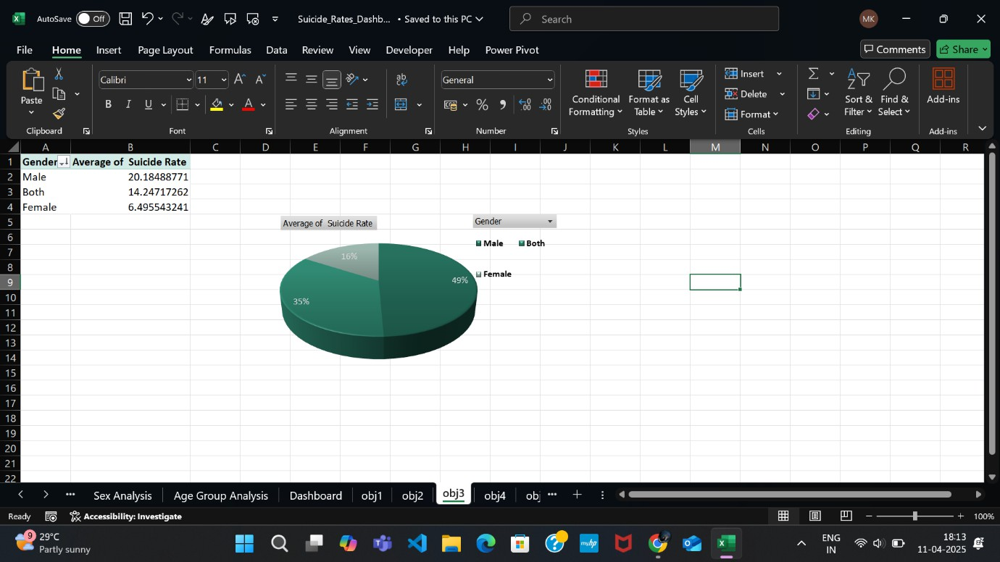 AutoSave Off Suicide_Rates_Dashb... • Saved to this PC Search MK
File Home Insert Page Layout Formulas Data Review View Developer Help Power Pivot Comments Share
Paste Calibri 11 General Conditional Formatting Format as Table Cell Styles Insert Delete Format Sort & Filter Find & Select Add-ins
B I U
Clipboard Font Alignment Number Styles Cells Editing Add-ins
A B C D E F G H I J K L M N O P Q R
1 Gender Average of Suicide Rate
2 Male 20.18488771
3 Both 14.24717262
4 Female 6.495543241
5 Average of Suicide Rate Gender
6
Male Both
7
16%
8
Female
9 49%
10
35%
11
12
13
14
15
16
17
18
19
20
21
22
Sex Analysis Age Group Analysis Dashboard obj1 obj2 obj3 obj4 obj
Ready Accessibility: Investigate 100%
9 29°C
Partly sunny
myhp
ENG
IN
18:13
11-04-2025